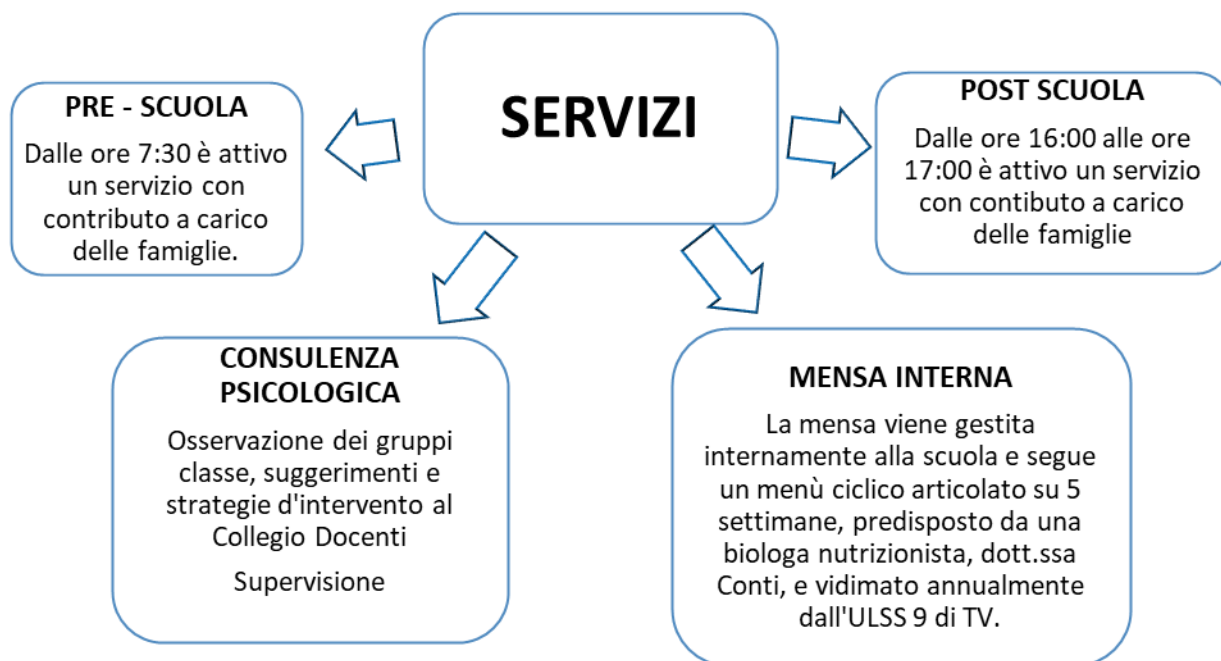 SERVIZI
PRE - SCUOLA
Dalle ore 7:30 è attivo
un servizio con
contributo a carico
delle famiglie.
POST SCUOLA
Dalle ore 16:00 alle ore
17:00 è attivo un servizio
con contibuto a carico
delle famiglie
CONSULENZA
PSICOLOGICA
Osservazione dei gruppi
classe, suggerimenti e
strategie d'intervento al
Collegio Docenti
Supervisione
MENSA INTERNA
La mensa viene gestita
internamente alla scuola e segue
un menù ciclico articolato su 5
settimane, predisposto da una
biologa nutrizionista, dott.ssa
Conti, e vidimato annualmente
dall'ULSS 9 di TV.